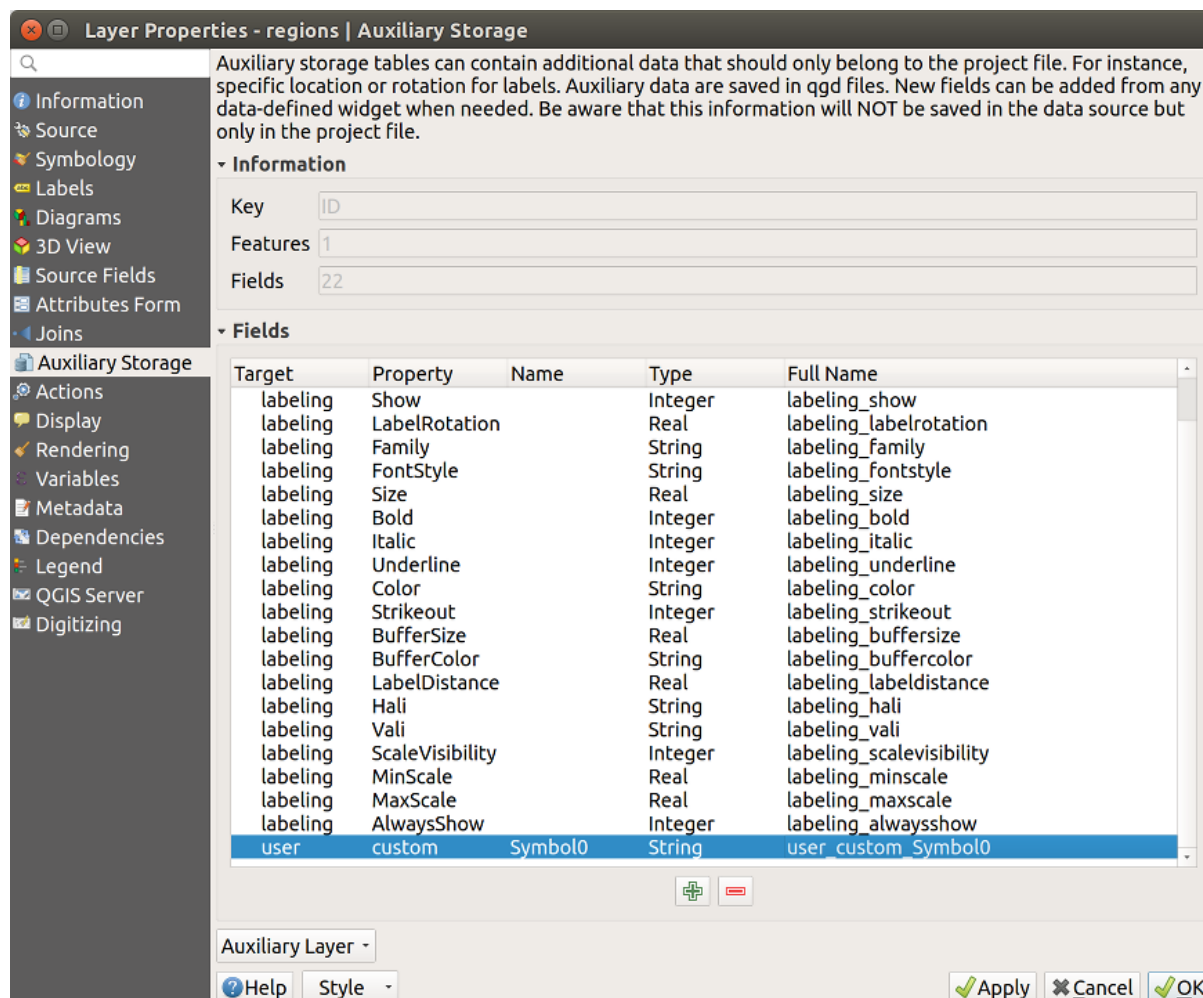 Layer Properties - regions | Auxiliary Storage
Information
Source
Symbology
Labels
Diagrams
3D View
Source Fields
Attributes Form
Joins
Auxiliary Storage
Actions
Display
Rendering
Variables
Metadata
Dependencies
Legend
QGIS Server
Digitizing
Auxiliary storage tables can contain additional data that should only belong to the project file. For instance,
specific location or rotation for labels. Auxiliary data are saved in qgd files. New fields can be added from any
data-defined widget when needed. Be aware that this information will NOT be saved in the data source but
only in the project file.
Information
Key ID
Features 1
Fields 22
Fields
Target Property Name Type Full Name
labeling Show Integer labeling_show
labeling LabelRotation Real labeling_labelrotation
labeling Family String labeling_family
labeling FontStyle String labeling_fontstyle
labeling Size Real labeling_size
labeling Bold Integer labeling_bold
labeling Italic Integer labeling_italic
labeling Underline Integer labeling_underline
labeling Color String labeling_color
labeling Strikeout Integer labeling_strikeout
labeling BufferSize Real labeling_buffersize
labeling BufferColor String labeling_buffercolor
labeling LabelDistance Real labeling_labeldistance
labeling Hali String labeling_hali
labeling Vali String labeling_vali
labeling ScaleVisibility Integer labeling_scalevisibility
labeling MinScale Real labeling_minscale
labeling MaxScale Real labeling_maxscale
labeling AlwaysShow Integer labeling_alwaysshow
user custom Symbol0 String user_custom_Symbol0
Auxiliary Layer
Help Style Apply Cancel OK